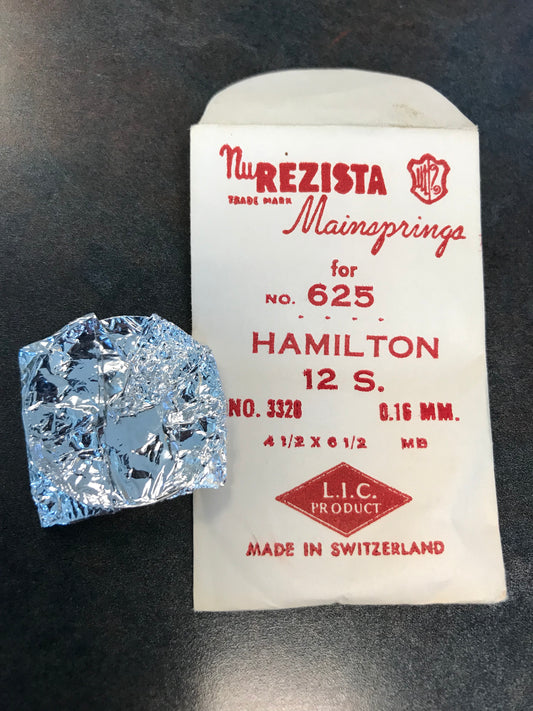 Nu REZISTA
TRADE MARK
Mainsprings
for
NO. 625
HAMILTON
12 S.
NO. 3328 0.16 MM.
4 1/2 X 6 1/2 MB
L.I.C.
PRODUCT
MADE IN SWITZERLAND